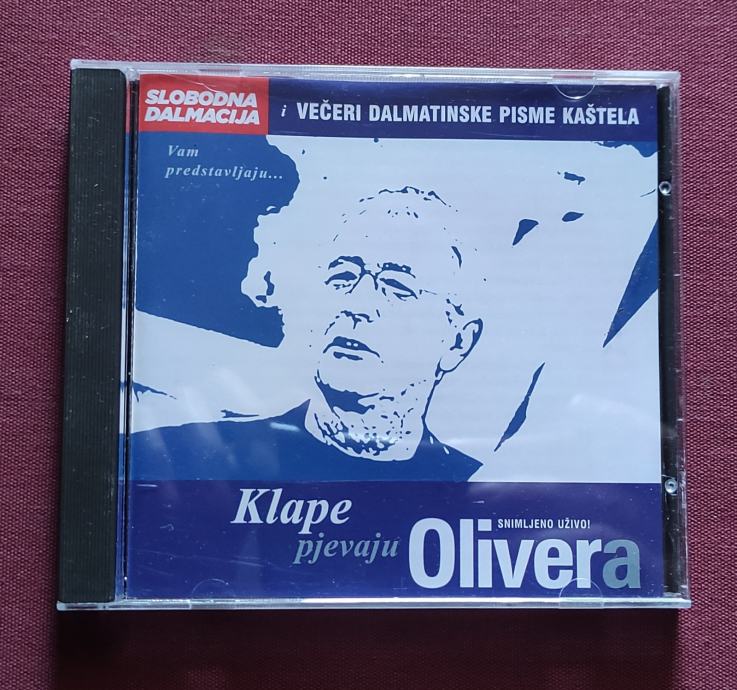 SLOBODNA
DALMACIJA
i VEČERI DALMATINSKE PISME KAŠTELA
Vam
predstavljaju...
Klape
pjevaju
SNIMLJENO UŽIVO!
Olivera